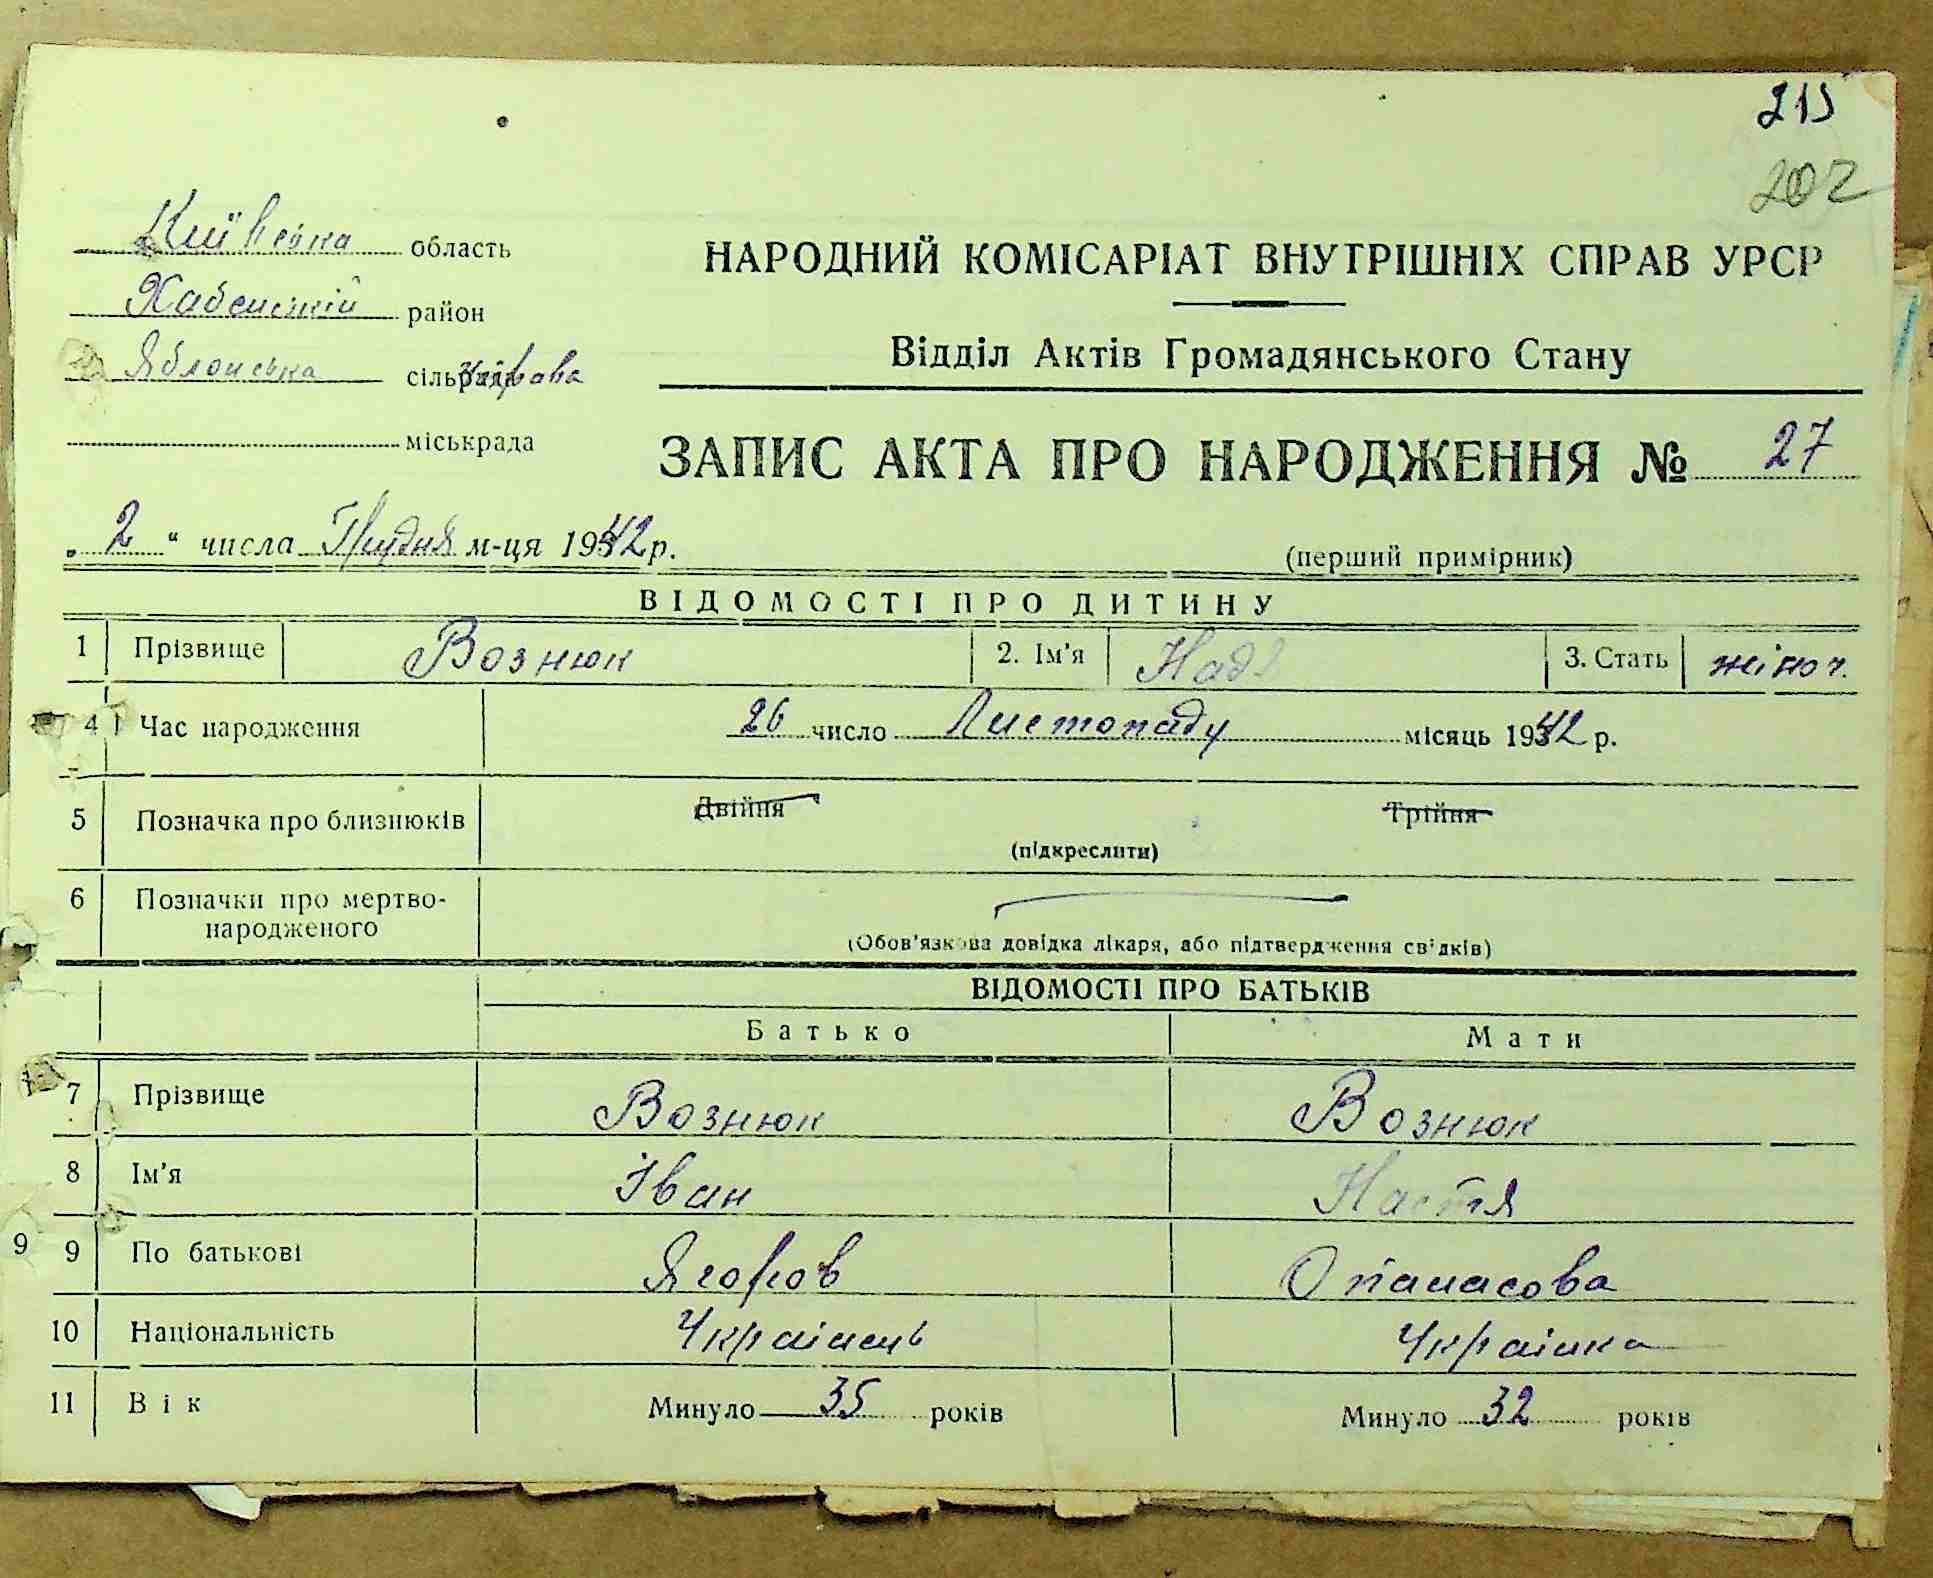 215
202
Київська область
Хабенский район
Яблонська сільрада управа
міськрада
НАРОДНИЙ КОМІСАРІАТ ВНУТРІШНІХ СПРАВ УРСР
Відділ Актів Громадянського Стану
ЗАПИС АКТА ПРО НАРОДЖЕННЯ № 27
„2“ числа Грудня м-ця 1942 р.
(перший примірник)
ВІДОМОСТІ ПРО ДИТИНУ
1 Прізвище Вознюк 2. Ім'я Надя 3. Стать жіноч.
4 Час народження 26 число Листопаду місяць 1942 р.
5 Позначка про близнюків Двійня Трійня
(підкреслити)
6 Позначки про мертвонародженого
(Обов'язкова довідка лікаря, або підтвердження свідків)
ВІДОМОСТІ ПРО БАТЬКІВ
Батько Мати
7 Прізвище Вознюк Вознюк
8 Ім'я Іван Настя
9 9 По батькові Ягоров Опанасова
10 Національність Українець Українка
11 Вік Минуло 35 років Минуло 32 років